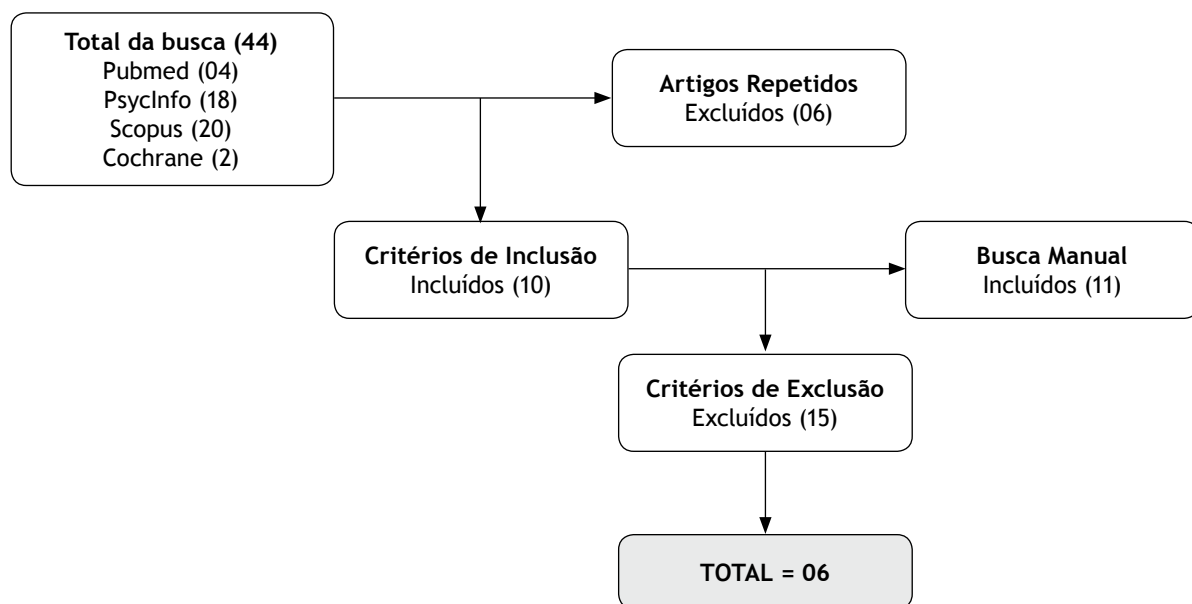 Total da busca (44)
Pubmed (04)
PsycInfo (18)
Scopus (20)
Cochrane (2)
Artigos Repetidos
Excluídos (06)
Critérios de Inclusão
Incluídos (10)
Busca Manual
Incluídos (11)
Critérios de Exclusão
Excluídos (15)
TOTAL = 06